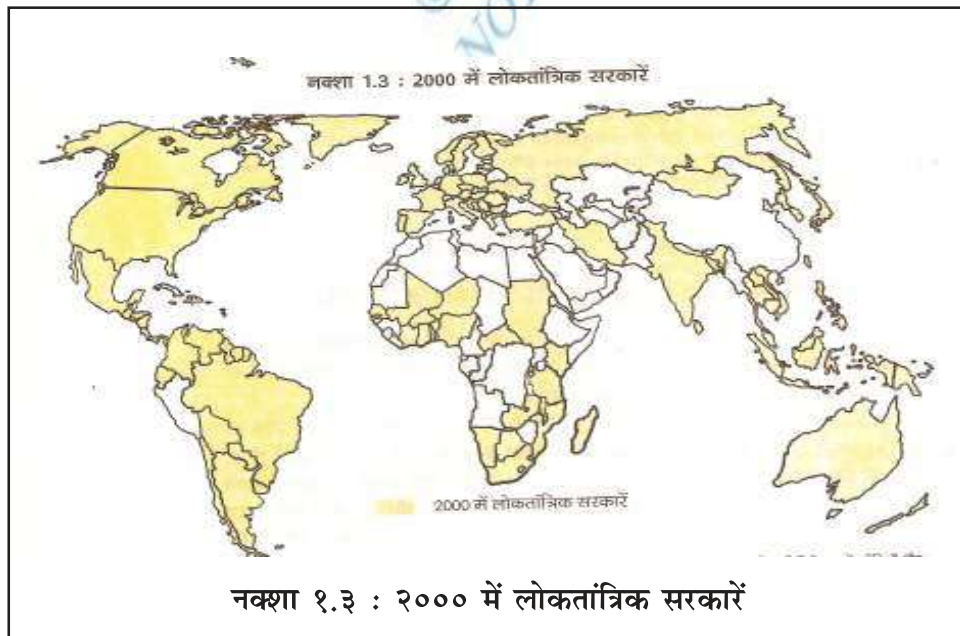 नक्शा 1.3 : 2000 में लोकतांत्रिक सरकारें
2000 में लोकतांत्रिक सरकारें
नक्शा १.३ : २००० में लोकतांत्रिक सरकारें